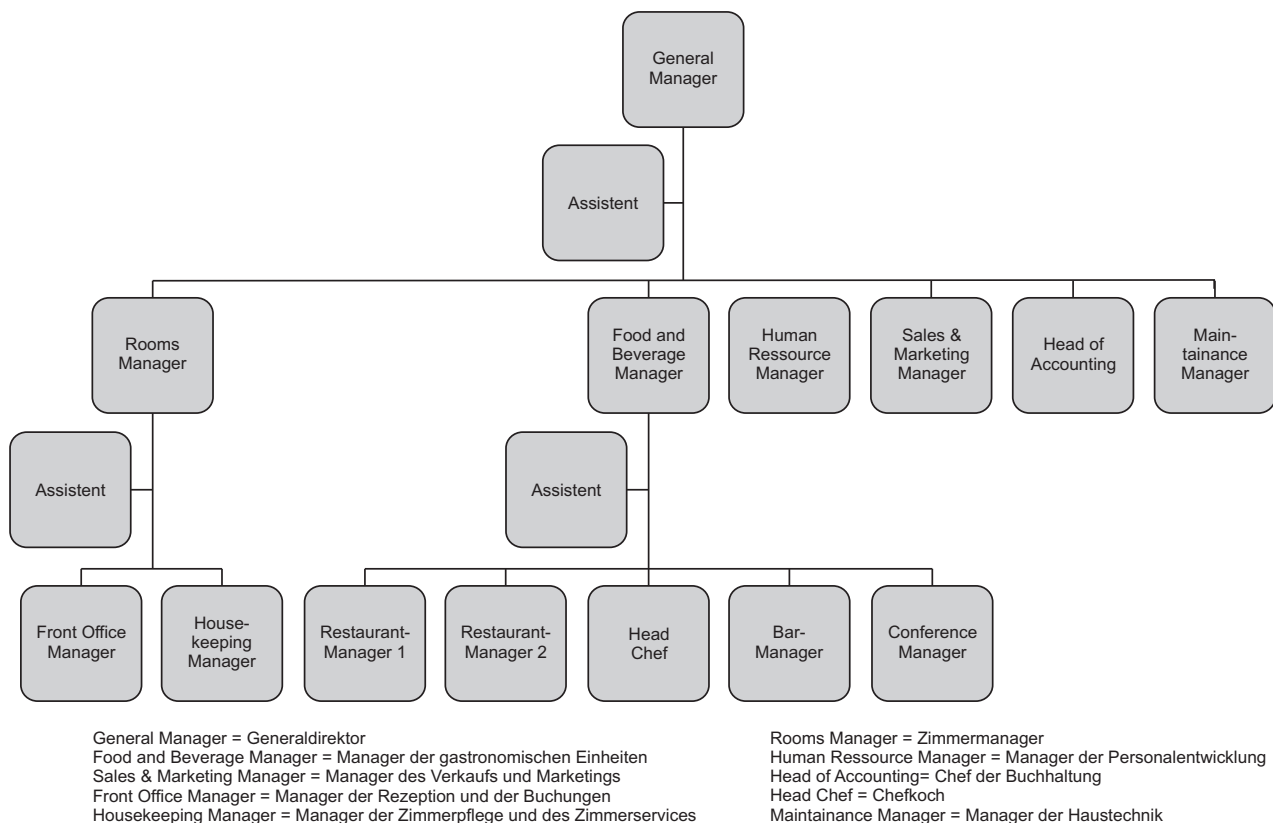 General
Manager
Assistent
Rooms
Manager
Food and
Beverage
Manager
Human
Ressource
Manager
Sales &
Marketing
Manager
Head of
Accounting
Main-
tainance
Manager
Assistent
Assistent
Front Office
Manager
House-
keeping
Manager
Restaurant-
Manager 1
Restaurant-
Manager 2
Head
Chef
Bar-
Manager
Conference
Manager
General Manager = Generaldirektor
Food and Beverage Manager = Manager der gastronomischen Einheiten
Sales & Marketing Manager = Manager des Verkaufs und Marketings
Front Office Manager = Manager der Rezeption und der Buchungen
Housekeeping Manager = Manager der Zimmerpflege und des Zimmerservices
Rooms Manager = Zimmermanager
Human Ressource Manager = Manager der Personalentwicklung
Head of Accounting= Chef der Buchhaltung
Head Chef = Chefkoch
Maintainance Manager = Manager der Haustechnik